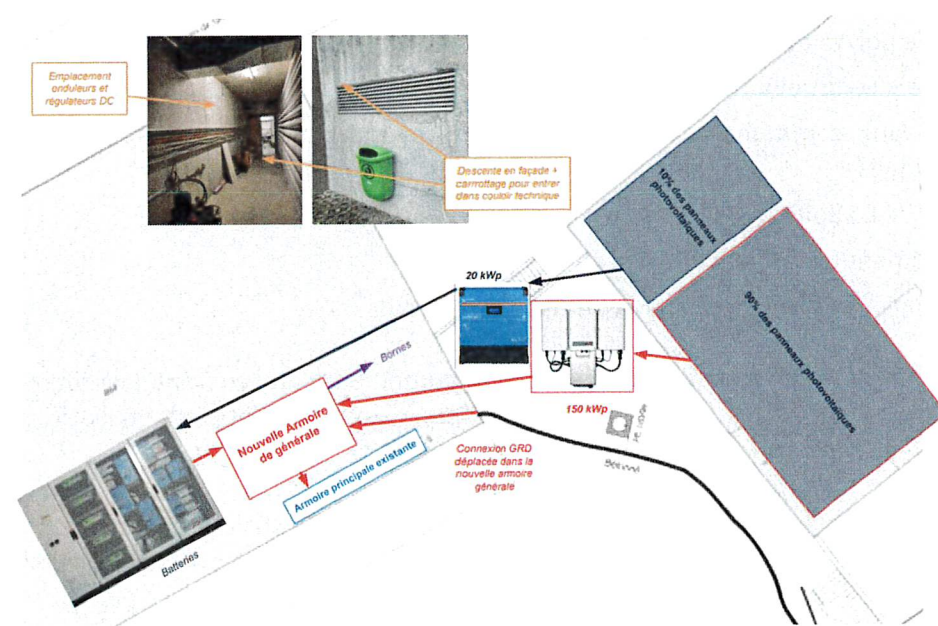 Emplacement
onduleurs et
régulateurs DC
Descente en façade +
carrottage pour entrer
dans couloir technique
10% des panneaux
photovoltaïques
90% des panneaux photovoltaïques
20 kWp
150 kWp
Bornes
Nouvelle Armoire
de générale
Armoire principale existante
Connexion GRD
déplacée dans la
nouvelle armoire
générale
Batteries